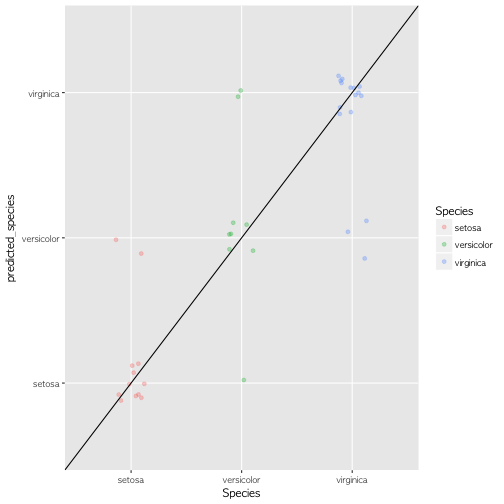 virginica
versicolor
setosa
predicted_species
setosa
versicolor
virginica
Species
Species
setosa
versicolor
virginica